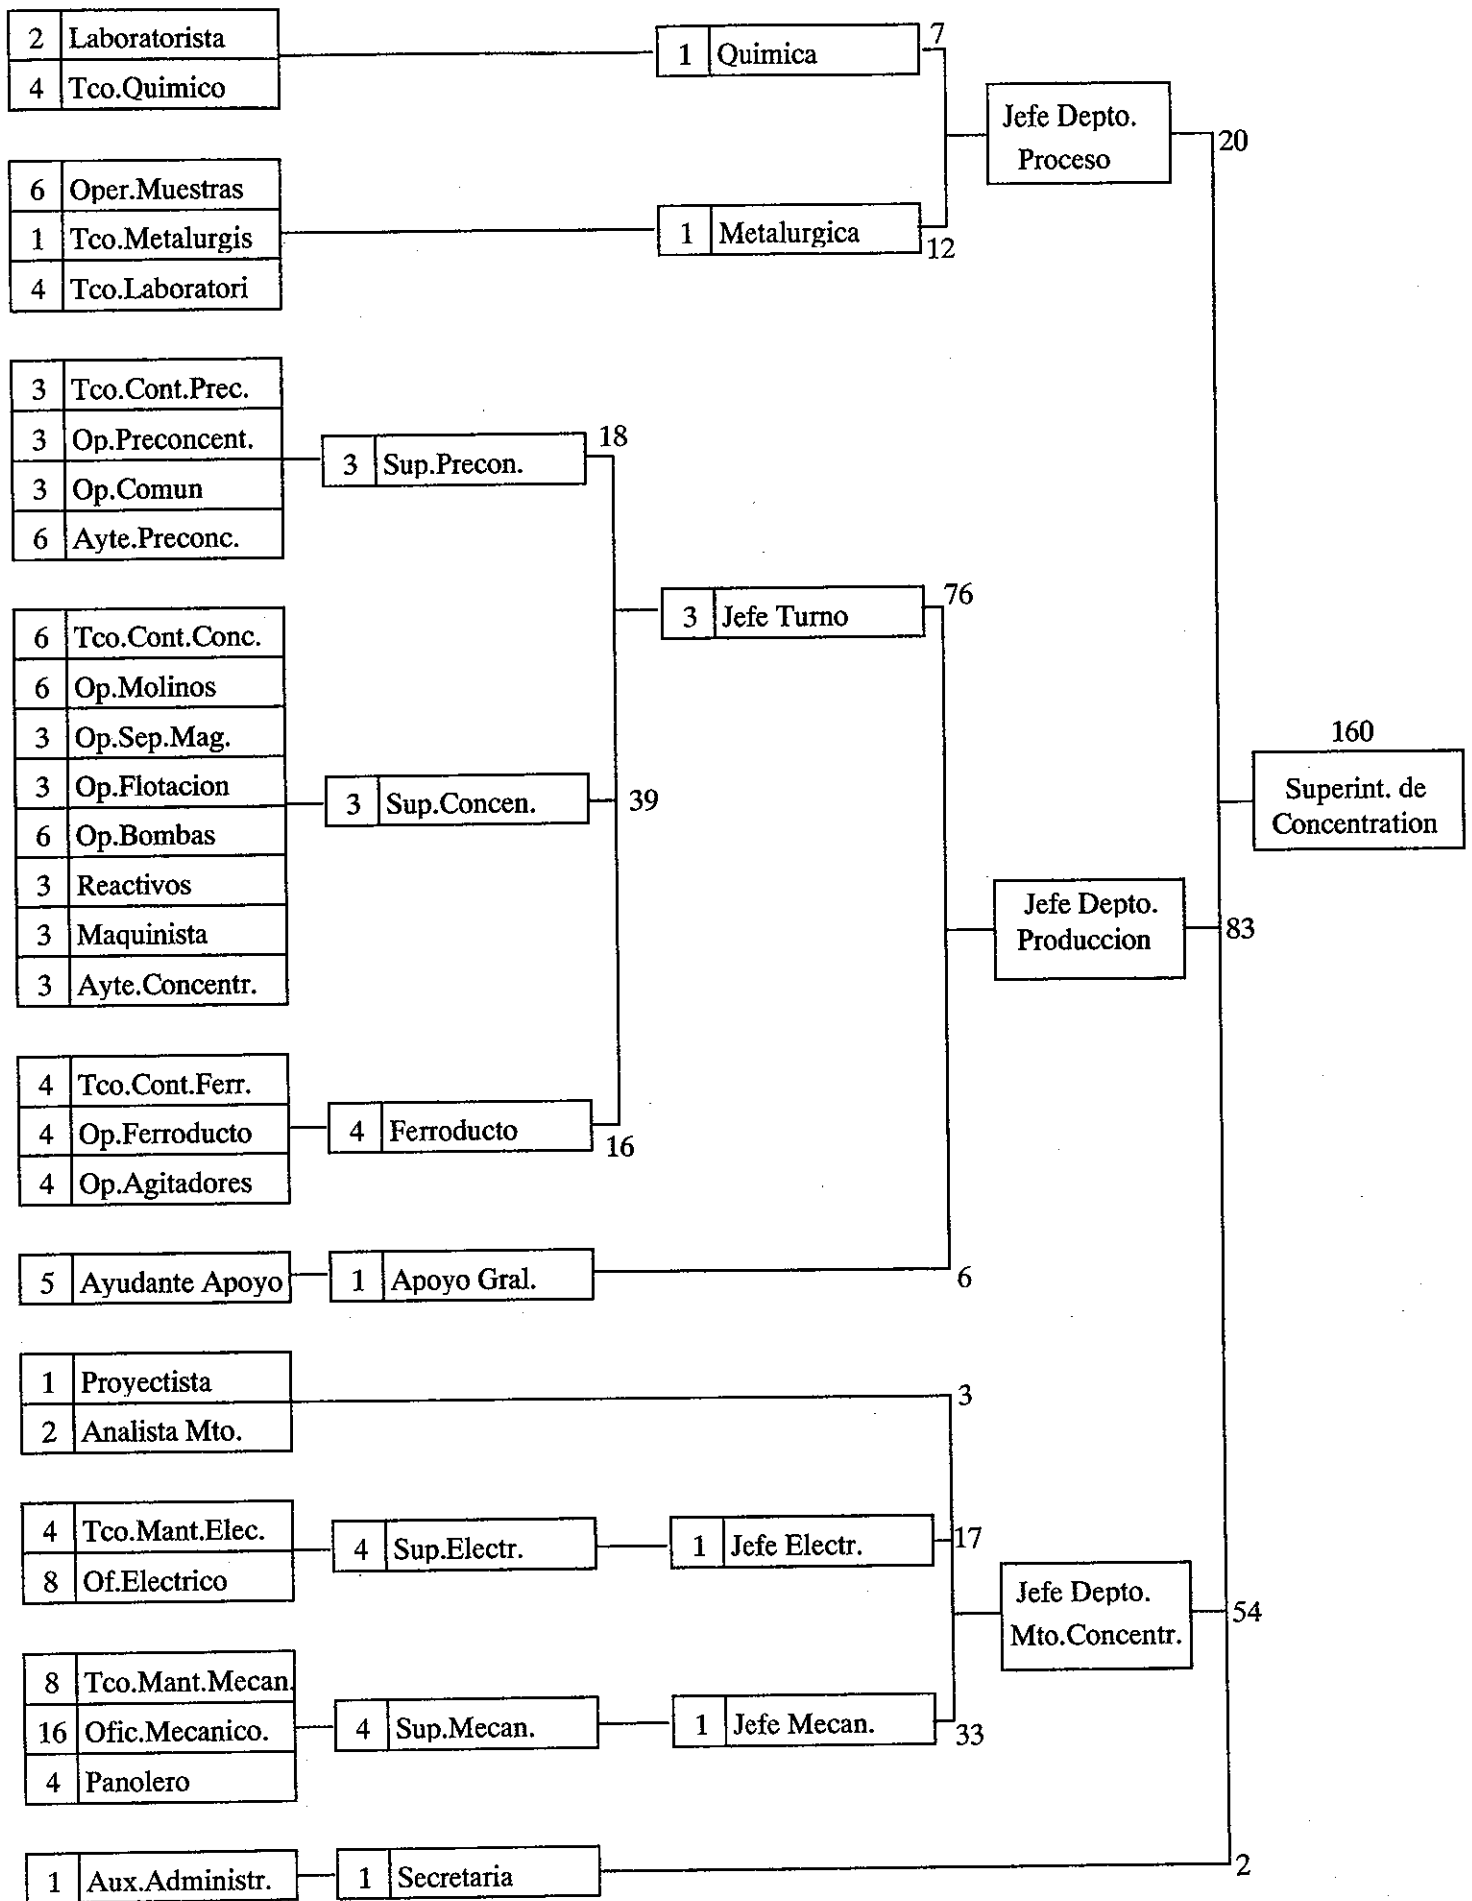 2 Laboratorista
4 Tco.Quimico
1 Quimica
7
6 Oper.Muestras
1 Tco.Metalurgis
4 Tco.Laboratori
1 Metalurgica
12
Jefe Depto.
Proceso
20
3 Tco.Cont.Prec.
3 Op.Preconcent.
3 Op.Comun
6 Ayte.Preconc.
3 Sup.Precon.
18
6 Tco.Cont.Conc.
6 Op.Molinos
3 Op.Sep.Mag.
3 Op.Flotacion
6 Op.Bombas
3 Reactivos
3 Maquinista
3 Ayte.Concentr.
3 Sup.Concen.
39
4 Tco.Cont.Ferr.
4 Op.Ferroducto
4 Op.Agitadores
4 Ferroducto
16
3 Jefe Turno
76
5 Ayudante Apoyo
1 Apoyo Gral.
6
Jefe Depto.
Produccion
83
160
Superint. de
Concentration
1 Proyectista
2 Analista Mto.
3
4 Tco.Mant.Elec.
8 Of.Electrico
4 Sup.Electr.
1 Jefe Electr.
17
8 Tco.Mant.Mecan.
16 Ofic.Mecanico.
4 Panolero
4 Sup.Mecan.
1 Jefe Mecan.
33
Jefe Depto.
Mto.Concentr.
54
1 Aux.Administr.
1 Secretaria
2